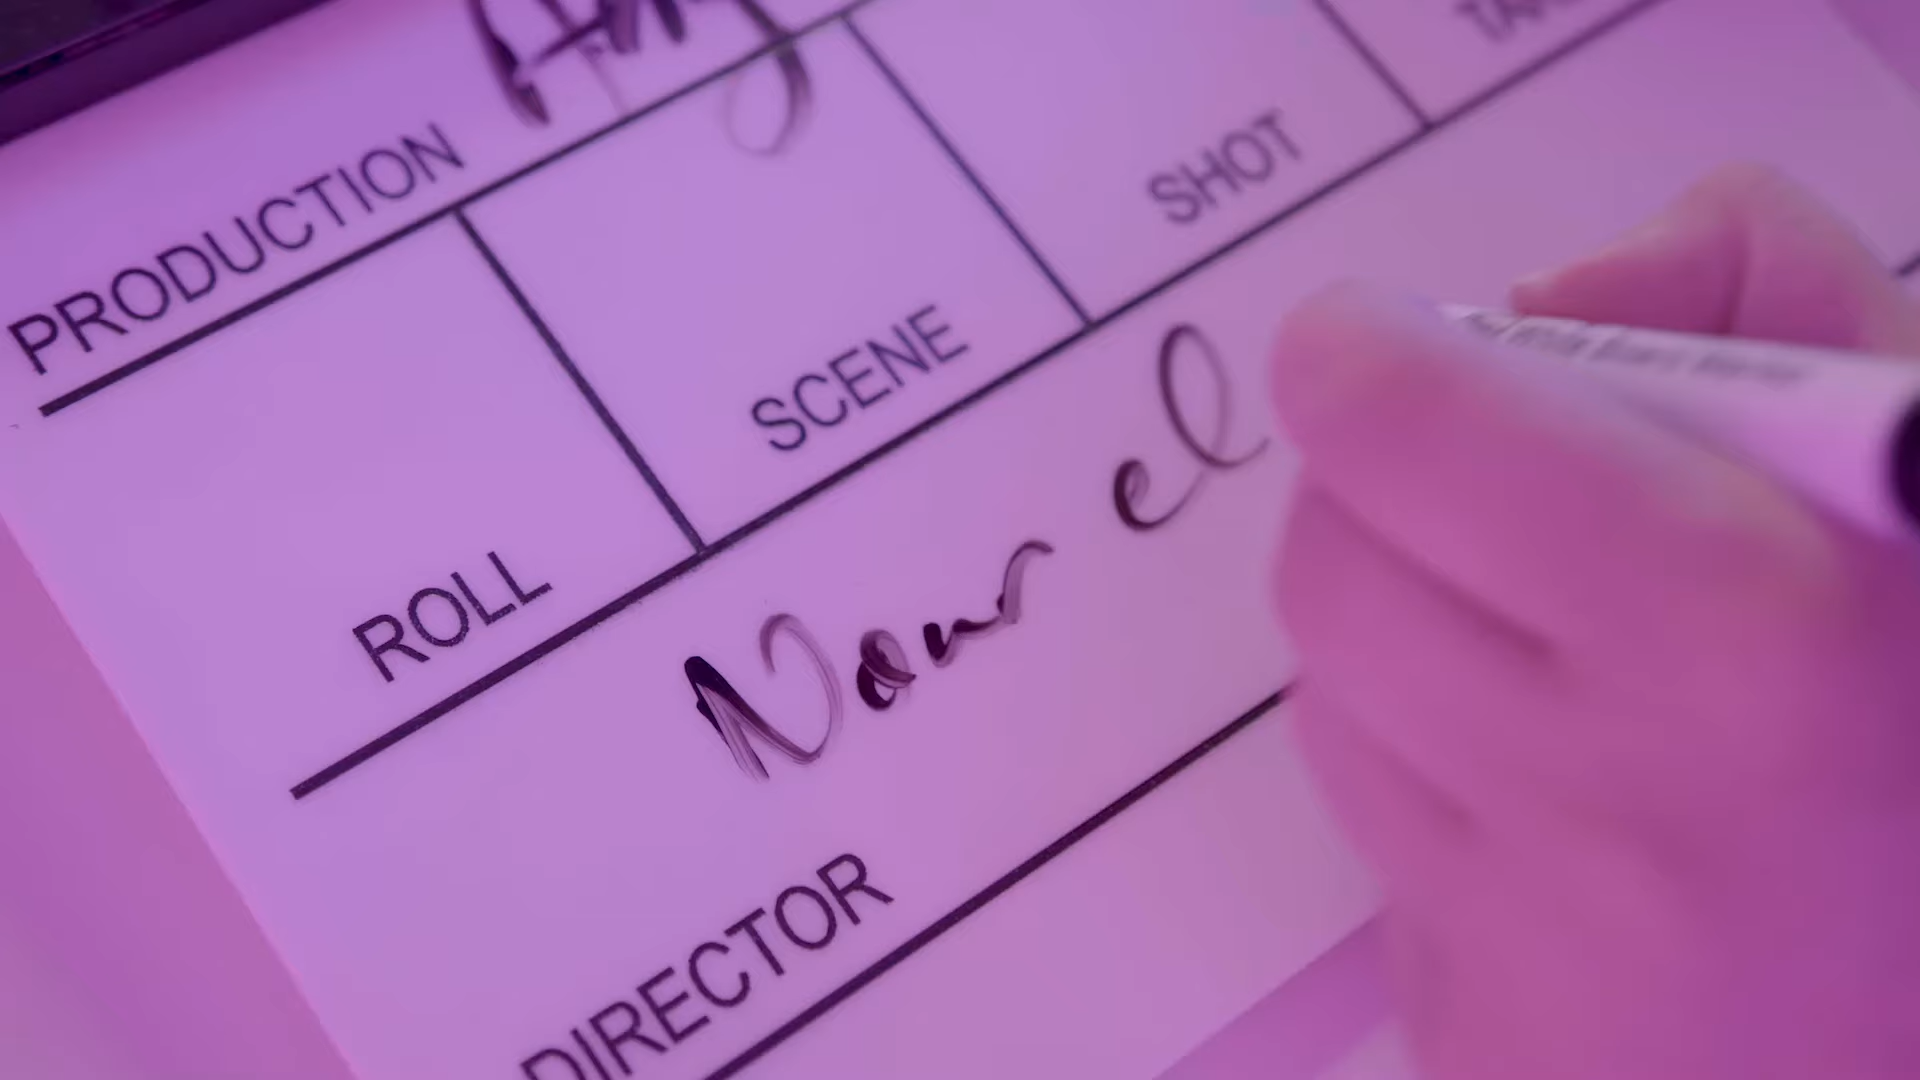 PRODUCTION
ROLL
SCENE
SHOT
Nour el
DIRECTOR